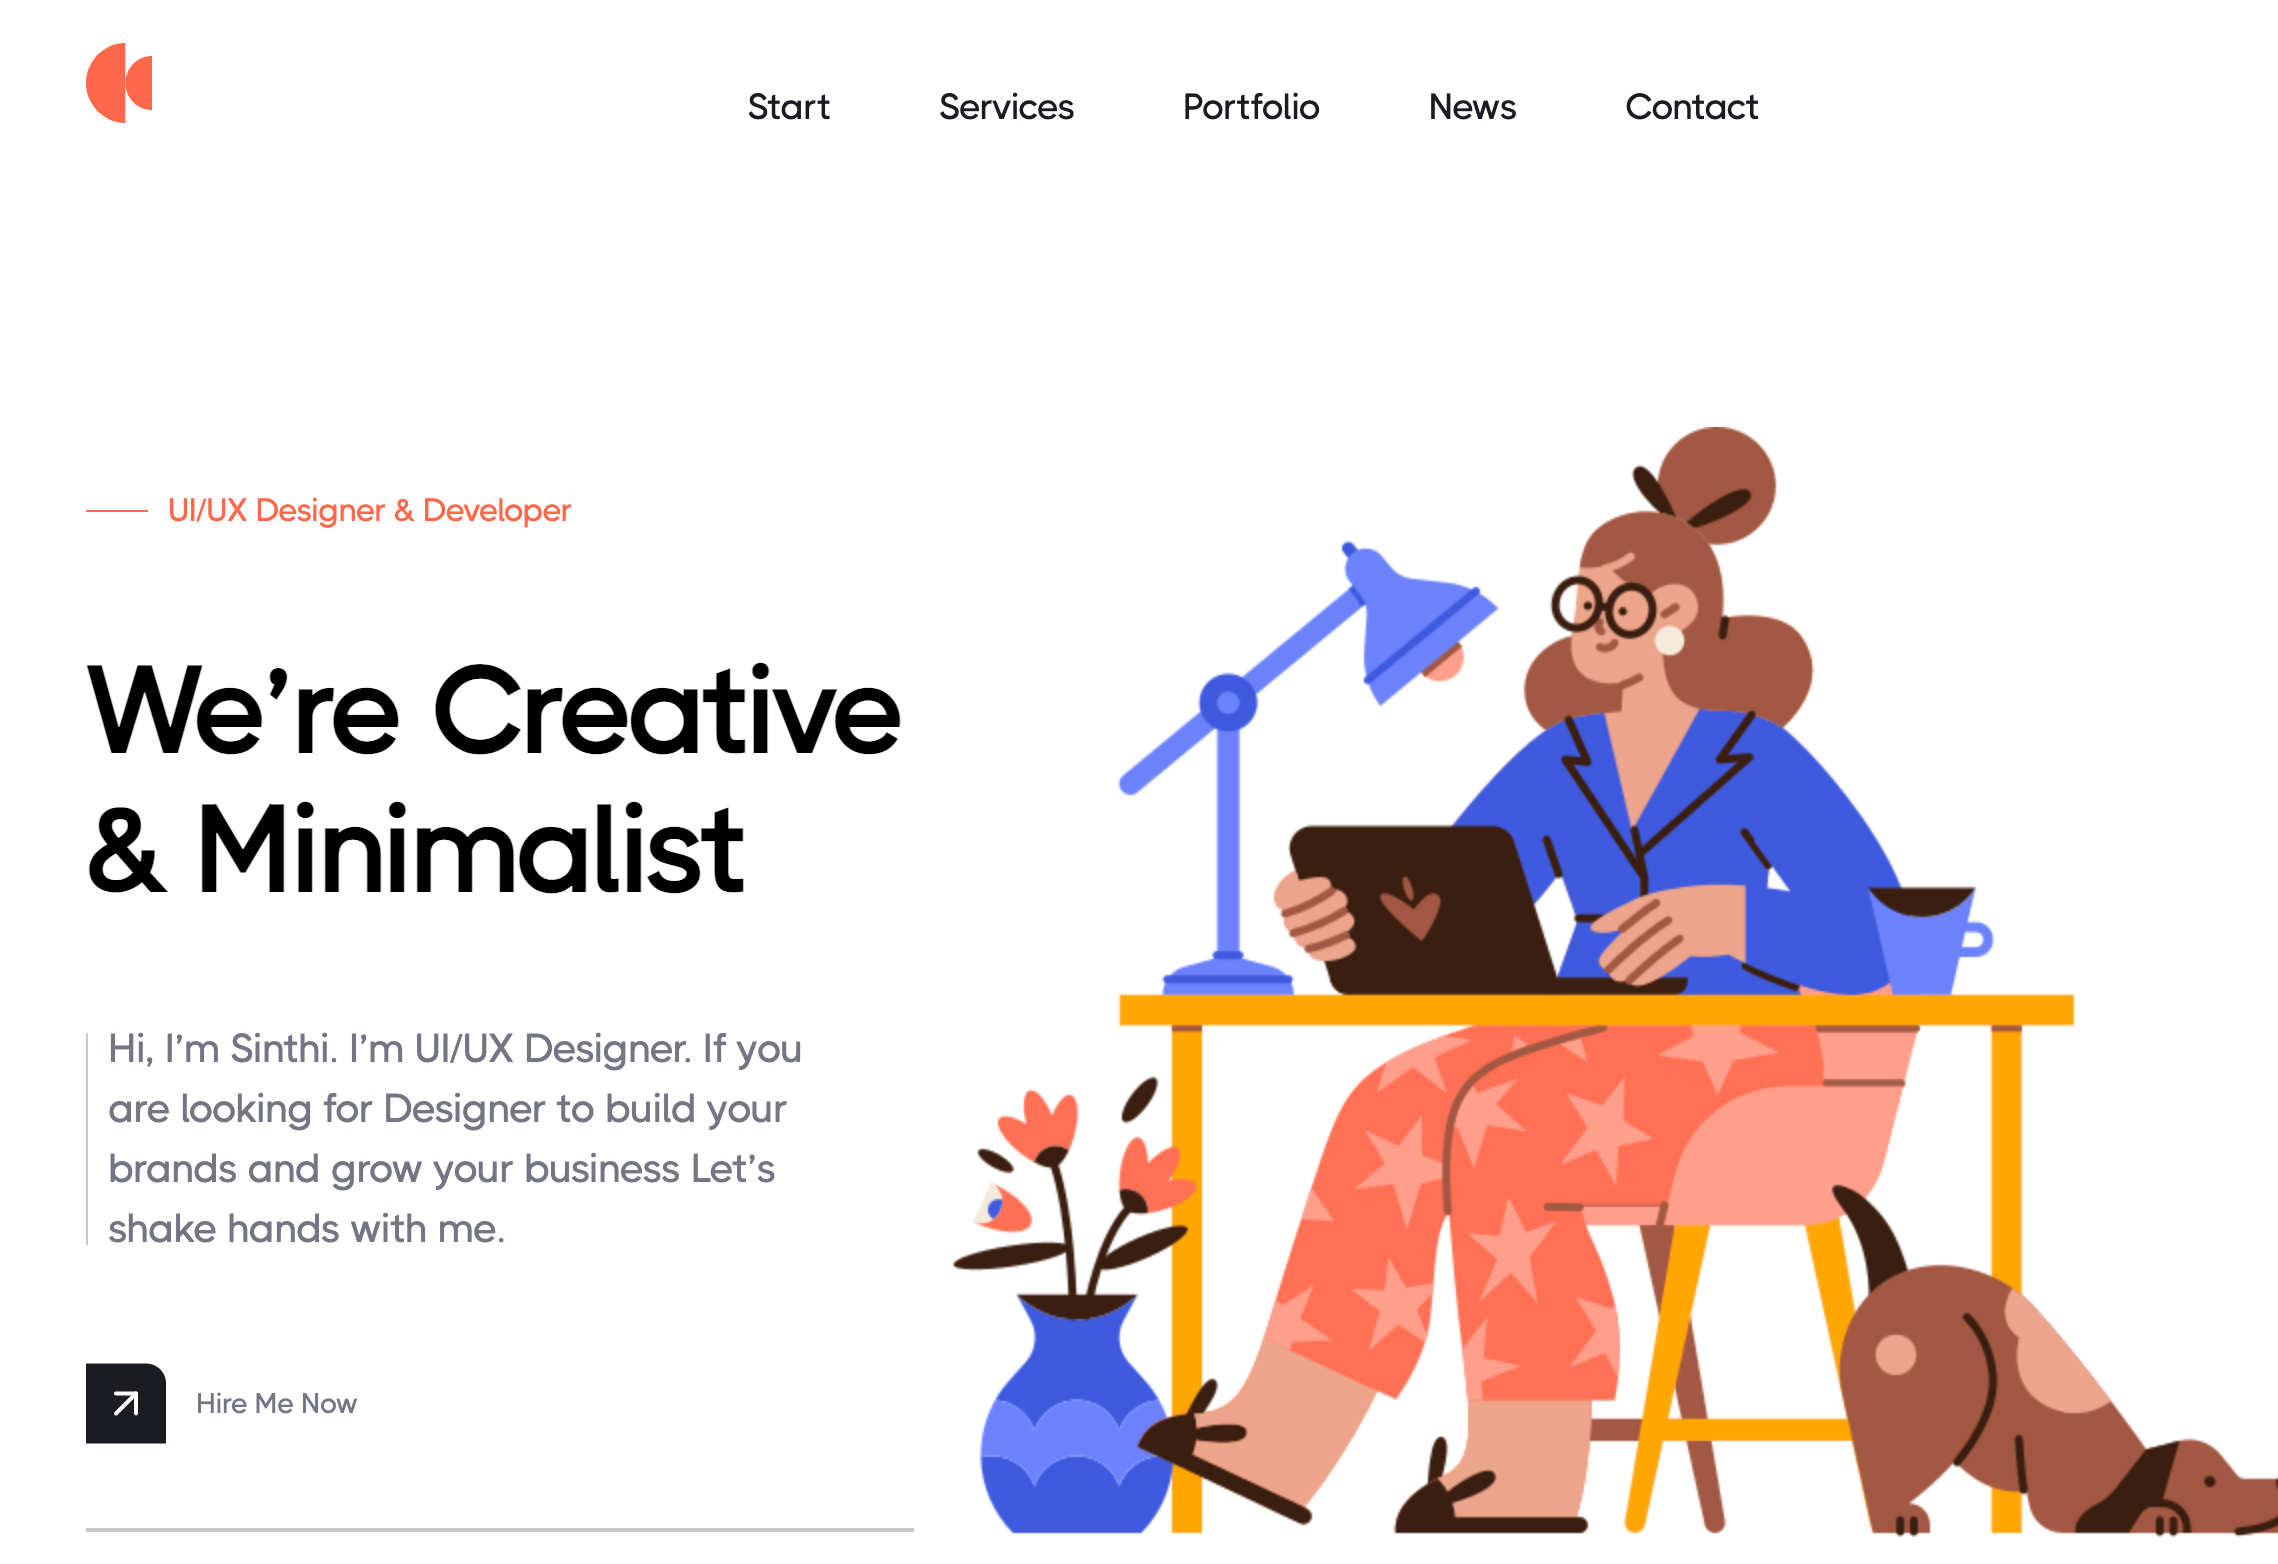 Start Services Portfolio News Contact
UI/UX Designer & Developer
We’re Creative
& Minimalist
Hi, I’m Sinthi. I’m UI/UX Designer. If you
are looking for Designer to build your
brands and grow your business Let’s
shake hands with me.
Hire Me Now